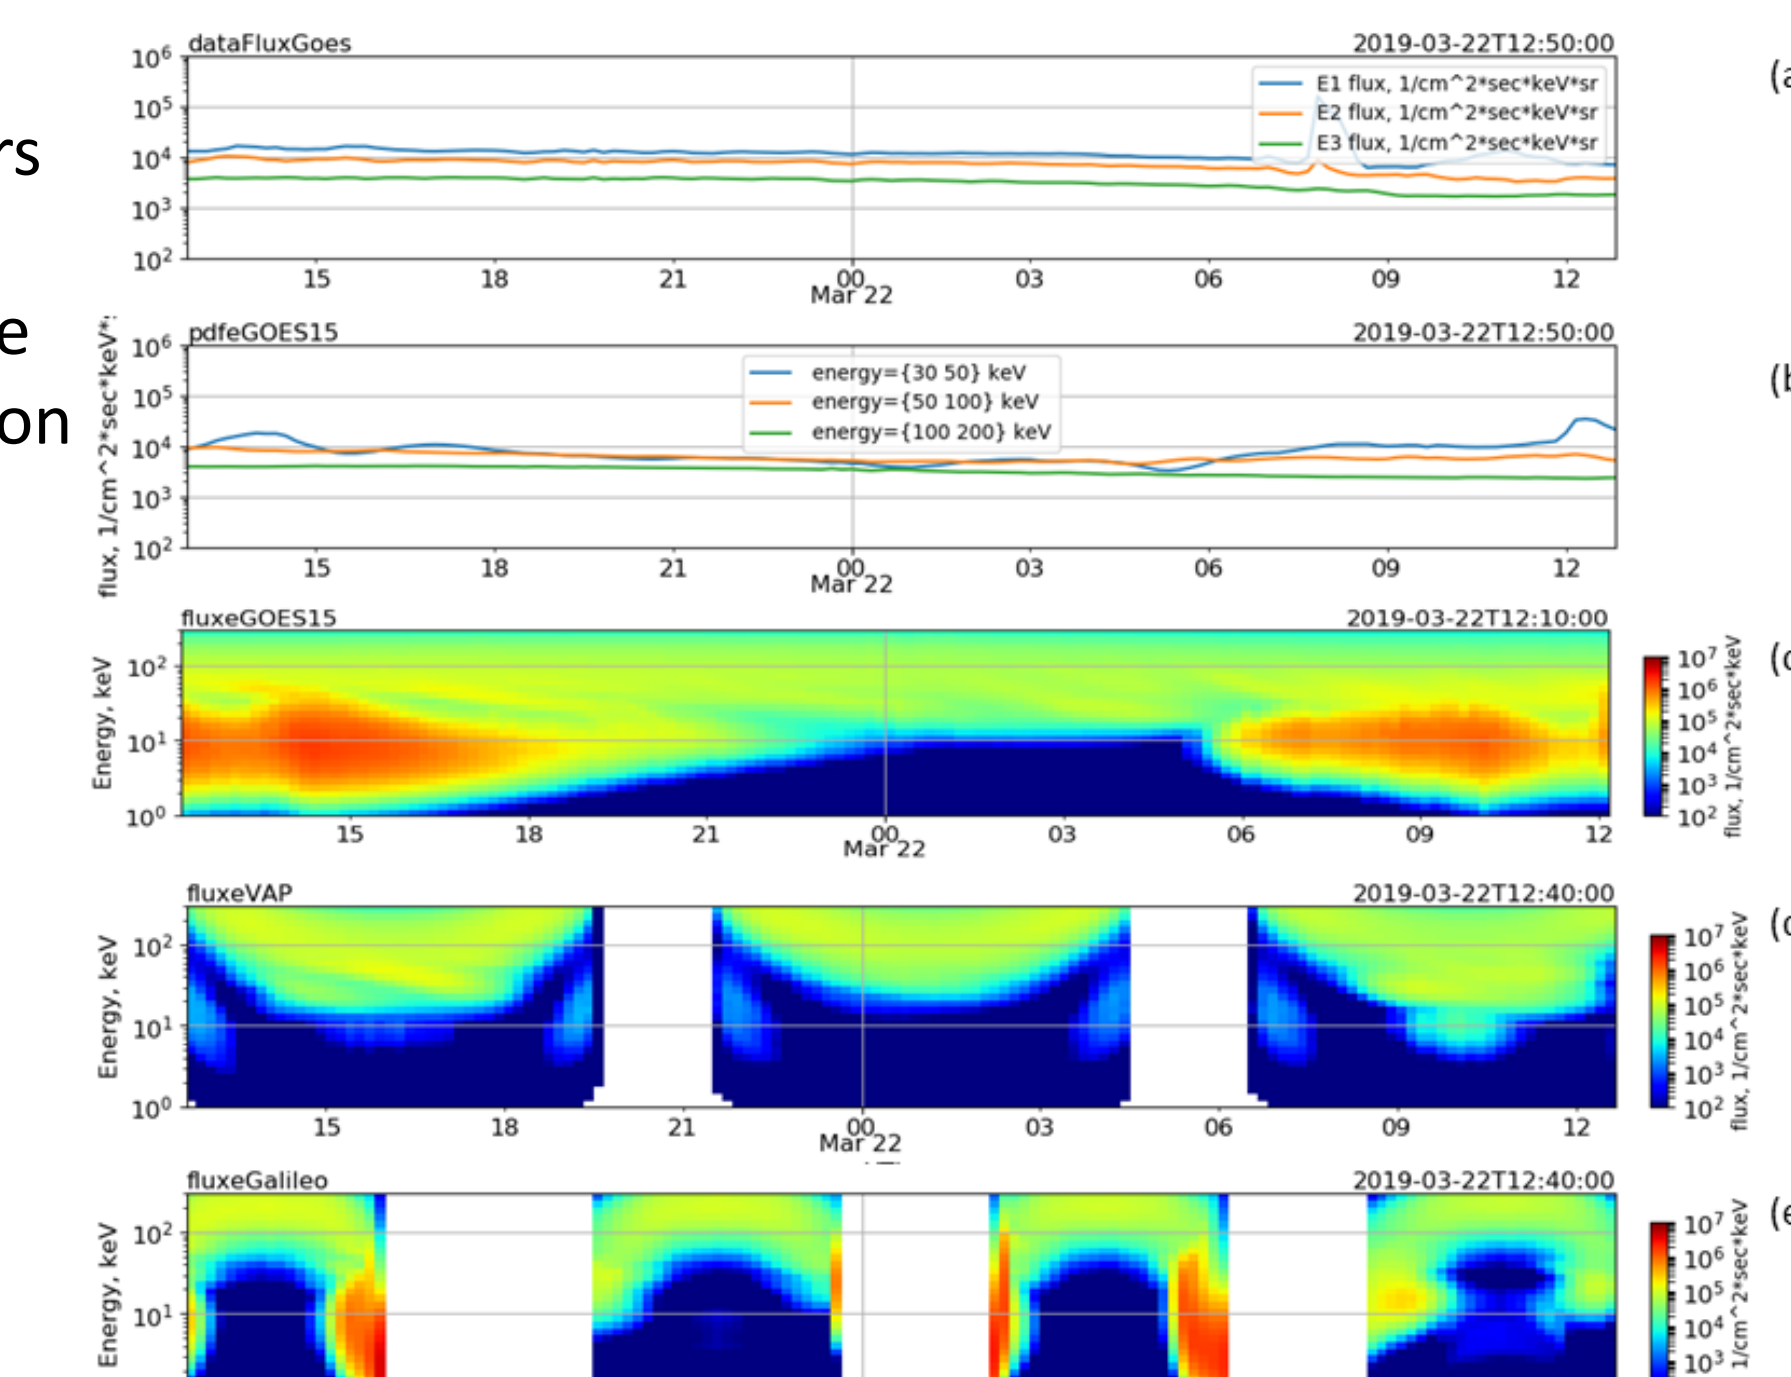 rs
e
on
dataFluxGoes 2019-03-22T12:50:00
10^6
10^5
10^4
10^3
10^2
E1 flux, 1/cm^2*sec*keV*sr
E2 flux, 1/cm^2*sec*keV*sr
E3 flux, 1/cm^2*sec*keV*sr
15 18 21 00 03 06 09 12
Mar 22
(a
pdfeGOES15 2019-03-22T12:50:00
flux, 1/cm^2*sec*keV*
10^6
10^5
10^4
10^3
10^2
energy={30 50} keV
energy={50 100} keV
energy={100 200} keV
15 18 21 00 03 06 09 12
Mar 22
(b
fluxeGOES15 2019-03-22T12:10:00
Energy, keV
10^2
10^1
10^0
15 18 21 00 03 06 09 12
Mar 22
10^7
10^6
10^5
10^4
10^3
10^2
flux, 1/cm^2*sec*keV
fluxeVAP 2019-03-22T12:40:00
Energy, keV
10^2
10^1
10^0
15 18 21 00 03 06 09 12
Mar 22
10^7
10^6
10^5
10^4
10^3
10^2
flux, 1/cm^2*sec*keV
fluxeGalileo 2019-03-22T12:40:00
Energy, keV
10^2
10^1
10^7
10^6
10^5
10^4
10^3
1/cm^2*sec*keV
(e